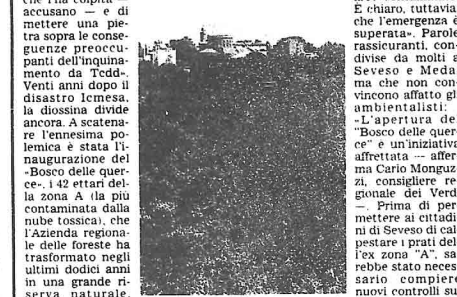 che l'ha colpita —
accusano — e di
mettere una pie-
tra sopra le conse-
guenze preoccu-
panti dell'inquina-
mento da Tcdd».
Venti anni dopo il
disastro Icmesa,
la diossina divide
ancora. A scatena-
re l'ennesima po-
lemica è stata l'i-
naugurazione del
«Bosco delle quer-
ce», i 42 ettari del-
la zona A (la più
contaminata dalla
nube tossica), che
l'Azienda regiona-
le delle foreste ha
trasformato negli
ultimi dodici anni
in una grande ri-
serva naturale.
È chiaro, tuttavia
che l'emergenza è
superata». Parole
rassicuranti, con-
divise da molti a
Seveso e Meda
ma che non con-
vincono affatto gli
ambientalisti:
«L'apertura del
"Bosco delle quer-
ce" è un'iniziativa
affrettata — affer
ma Carlo Monguz
zi, consigliere re
gionale dei Verd
—. Prima di per
mettere ai cittadi
ni di Seveso di cal
pestare i prati del
l'ex zona "A", sa
rebbe stato neces
sario compiere
nuovi controlli su